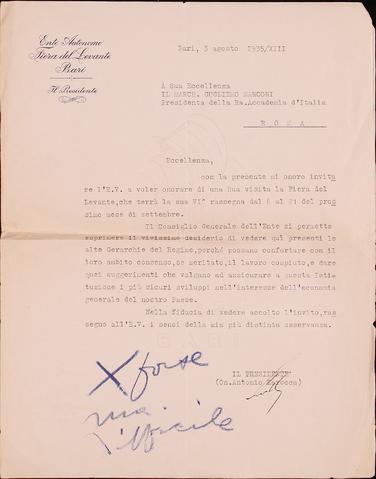 Ente Autonomo
Fiera del Levante
Bari
Il Presidente
Bari, 3 agosto 1935/XIII
A Sua Eccellenza
IL MARCH. GUGLIELMO MARCONI
Presidente della Ra.Accademia d'Italia
R O M A
Eccellenza,
con la presente mi onoro invita
re l'E.V. a voler onorare di una Sua visita la Fiera del
Levante,che terrà la sua VI^ rassegna dal 6 al 21 del pros
simo mese di settembre.
Il Consiglio Generale dell'Ente si permette
esprimere il vivissimo desiderio di vedere qui presenti le
alte Gerarchie del Regime,perché possano confortare con il
loro ambito consenso,se meritato,il lavoro compiuto,e dare
quei suggerimenti che valgano ad assicurare a questa Isti=
tuzione i più sicuri sviluppi nell'interesse dell'economia
generale del nostro Paese.
Nella fiducia di vedere accolto l'invito,ras
segno all'E.V. i sensi della mia più distinta osservanza.
IL PRESIDENTE
(On.Antonio Larocca)
X forse
ma
difficile